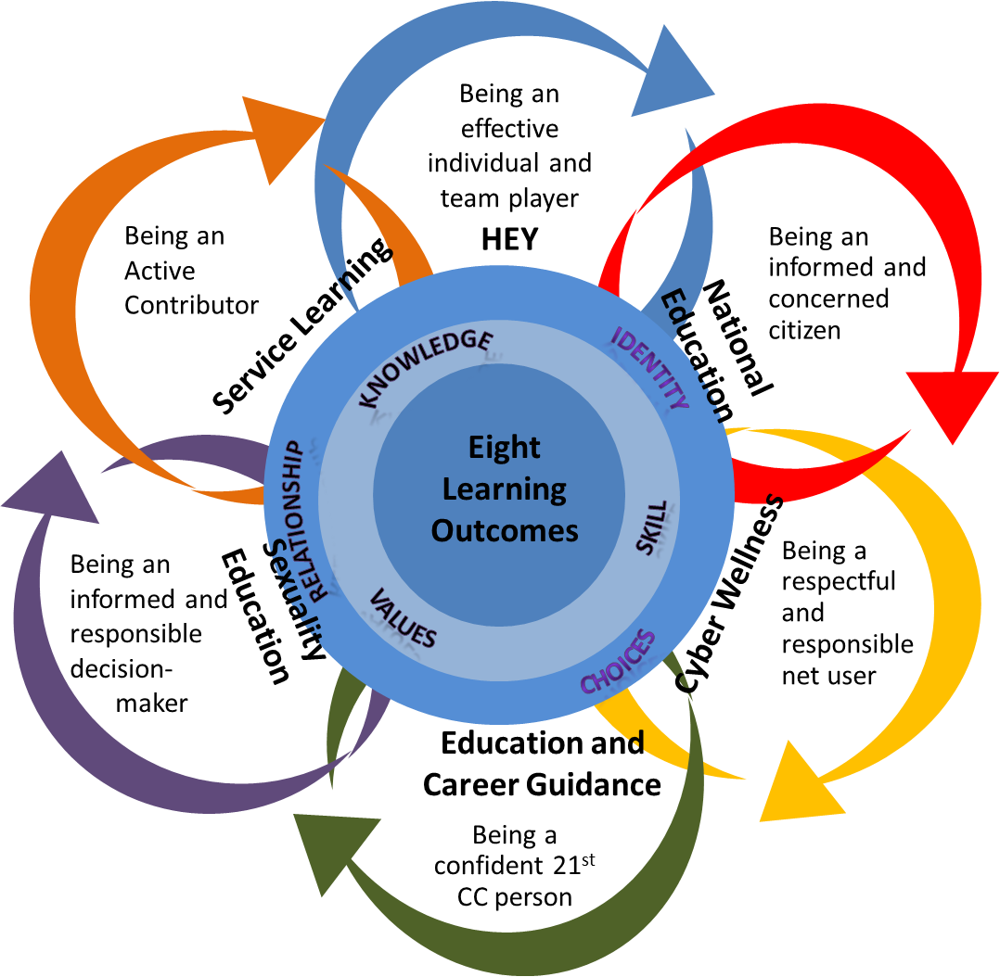 Being an
effective
individual and
team player
HEY
Being an
informed and
concerned
citizen
National
Education
Being a
respectful
and
responsible
net user
Cyber Wellness
Education and
Career Guidance
Being a
confident 21st
CC person
Being an
informed and
responsible
decision-
maker
Sexuality
Education
Being an
Active
Contributor
Service Learning
KNOWLEDGE
IDENTITY
SKILL
CHOICES
VALUES
RELATIONSHIP
Eight
Learning
Outcomes